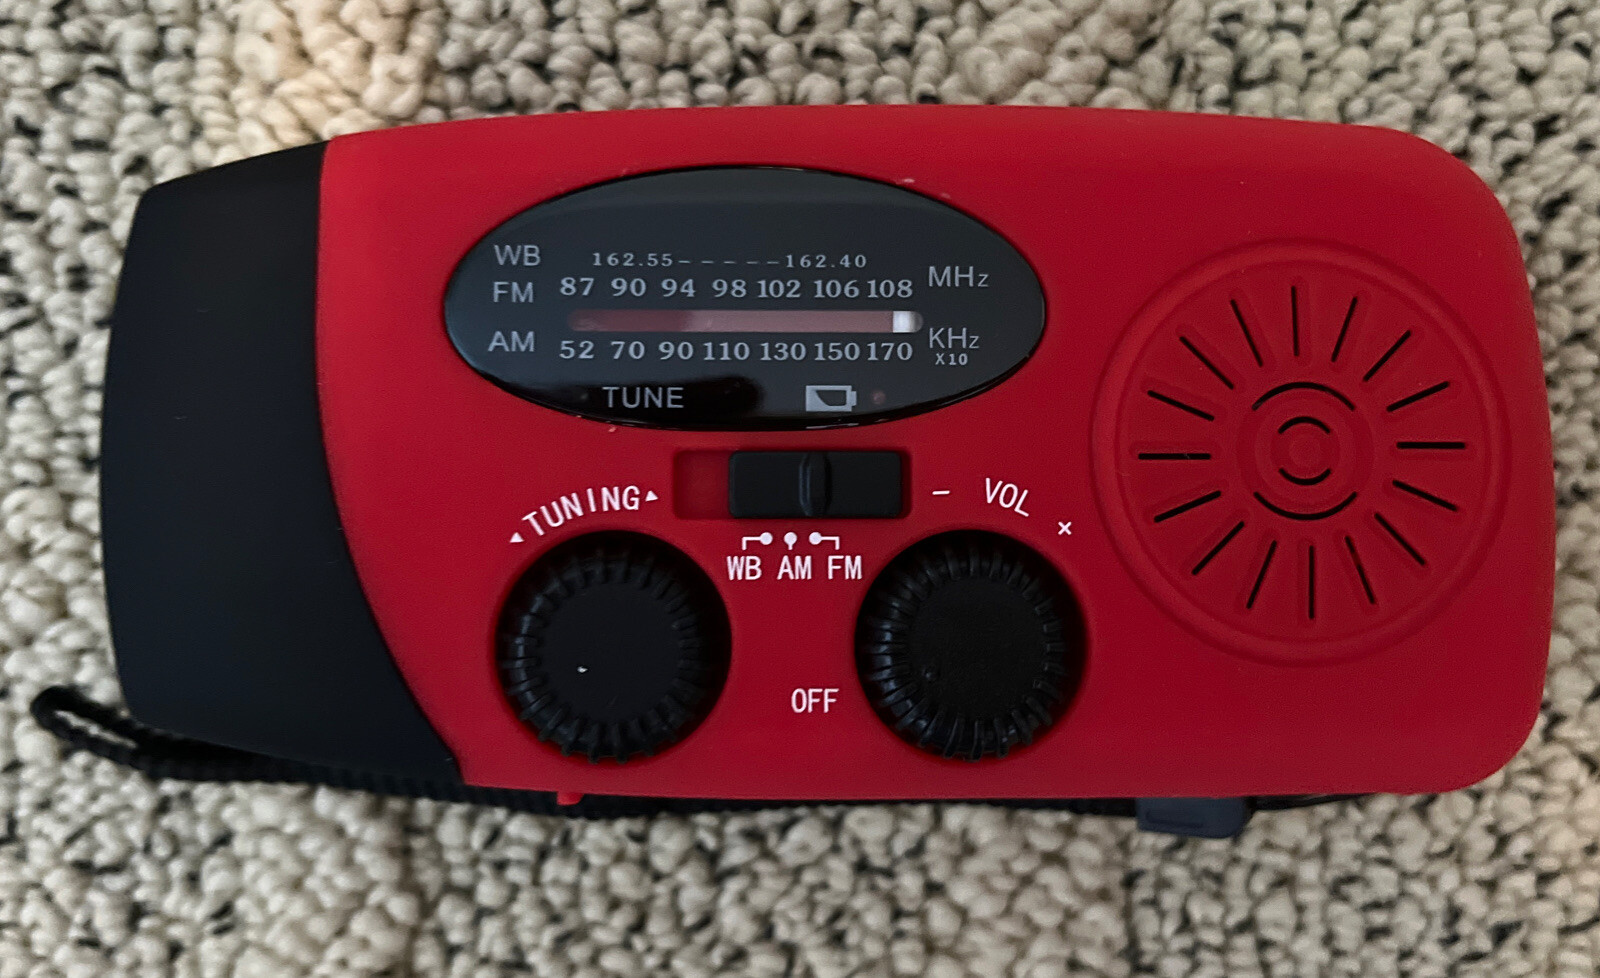 WB 162.55-----162.40
FM 87 90 94 98 102 106 108 MHz
AM 52 70 90 110 130 150 170 KHz
X10
TUNE
◂TUNING▸
− VOL +
WB AM FM
OFF